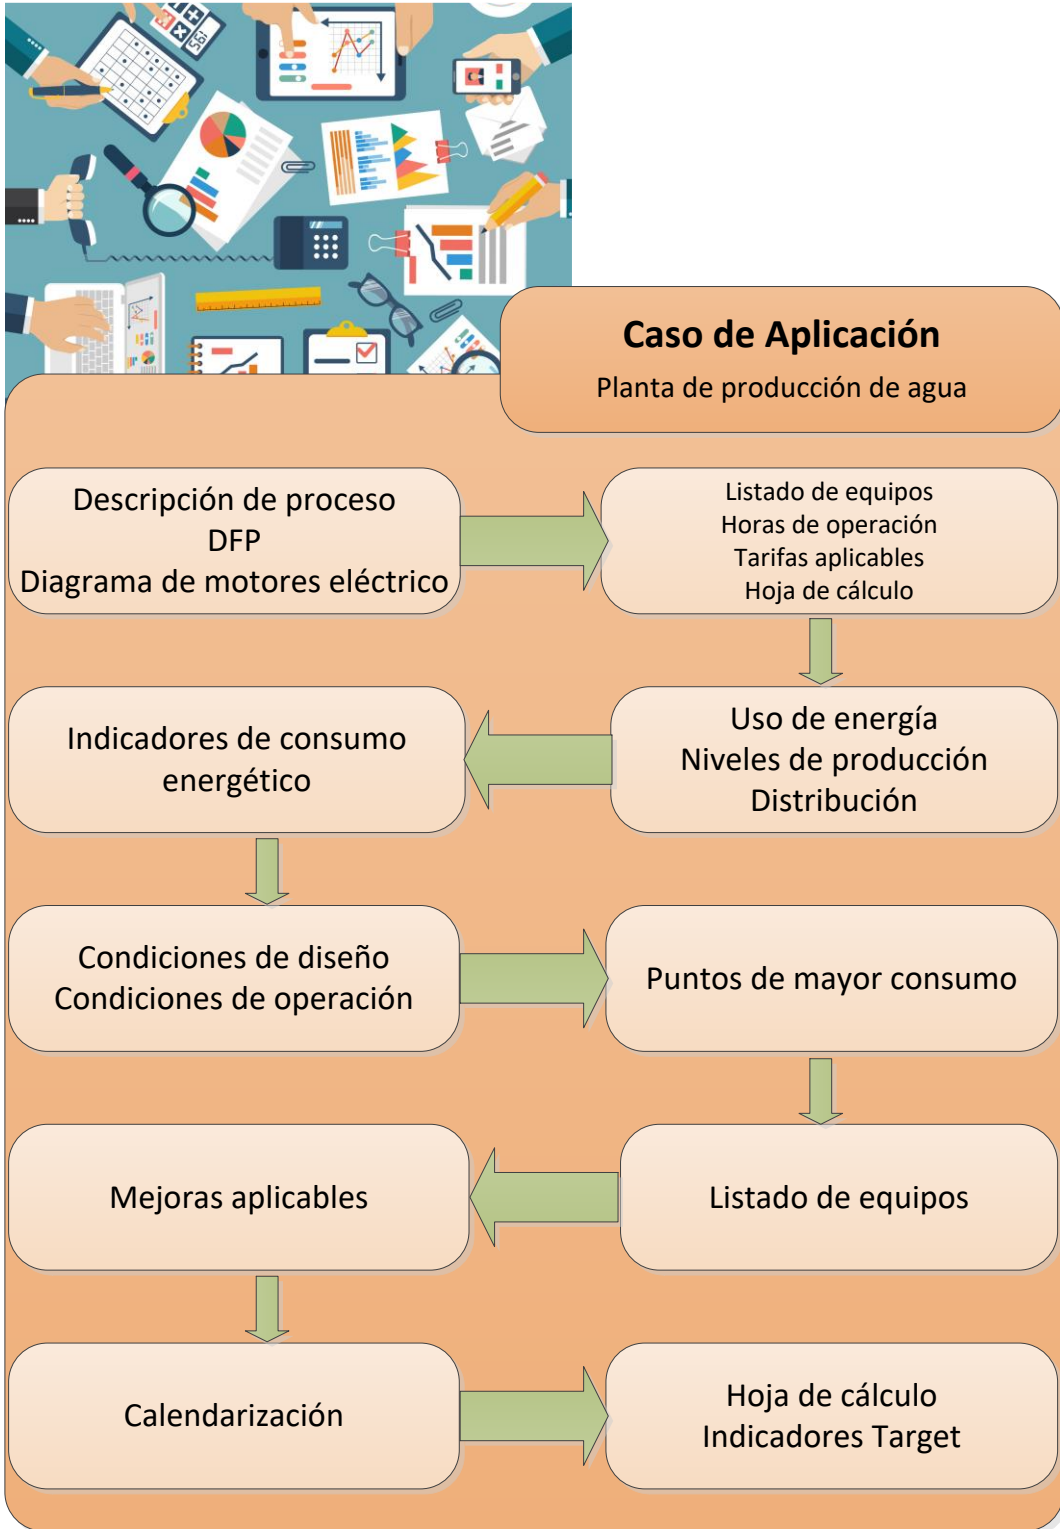 Caso de Aplicación
Planta de producción de agua
Descripción de proceso
DFP
Diagrama de motores eléctrico
Listado de equipos
Horas de operación
Tarifas aplicables
Hoja de cálculo
Uso de energía
Niveles de producción
Distribución
Indicadores de consumo
energético
Condiciones de diseño
Condiciones de operación
Puntos de mayor consumo
Listado de equipos
Mejoras aplicables
Calendarización
Hoja de cálculo
Indicadores Target